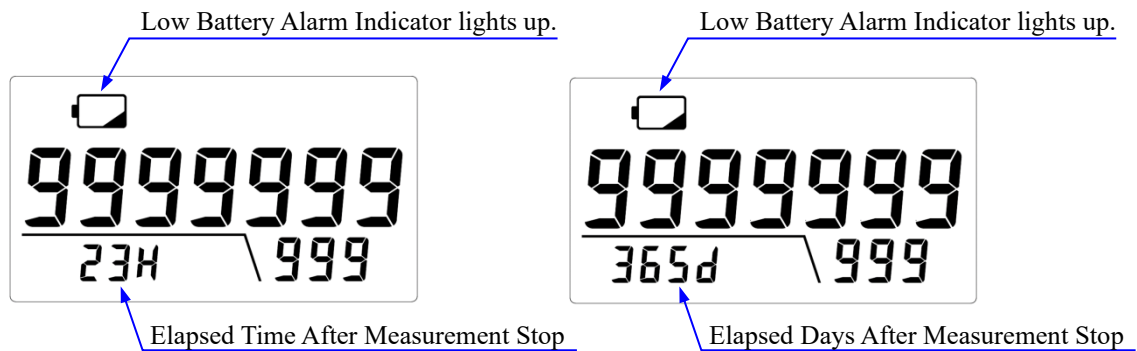 Low Battery Alarm Indicator lights up.
Low Battery Alarm Indicator lights up.
9999999
23H
999
9999999
365d
999
Elapsed Time After Measurement Stop
Elapsed Days After Measurement Stop